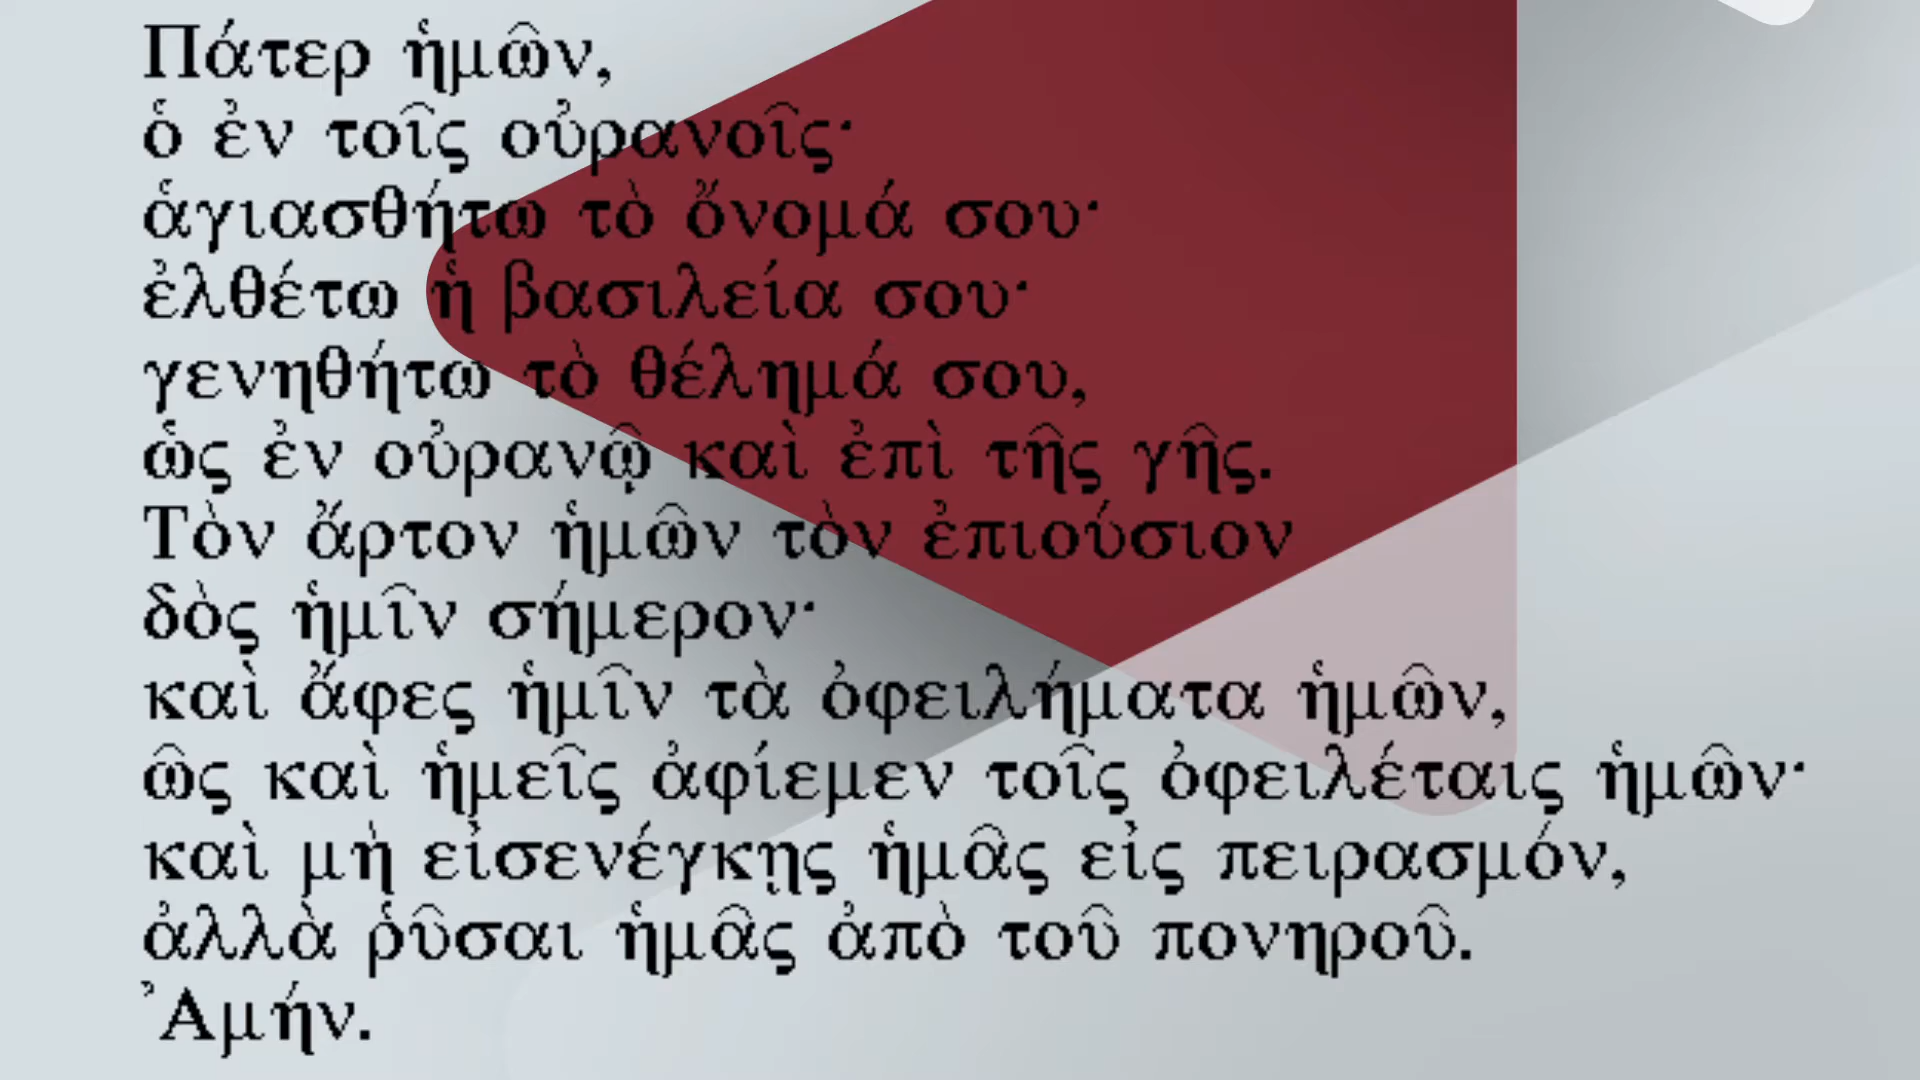 Πάτερ ἡμῶν,
ὁ ἐν τοῖς οὐρανοῖς·
ἁγιασθήτω τὸ ὄνομά σου·
ἐλθέτω ἡ βασιλεία σου·
γενηθήτω τὸ θέλημά σου,
ὡς ἐν οὐρανῷ καὶ ἐπὶ τῆς γῆς.
Τὸν ἄρτον ἡμῶν τὸν ἐπιούσιον
δὸς ἡμῖν σήμερον·
καὶ ἄφες ἡμῖν τὰ ὀφειλήματα ἡμῶν,
ῶς καὶ ἡμεῖς ἀφίεμεν τοῖς ὀφειλέταις ἡμῶν·
καὶ μὴ εἰσενέγκῃς ἡμᾶς εἰς πειρασμόν,
ἀλλὰ ῥῦσαι ἡμᾶς ἀπὸ τοῦ πονηροῦ.
Ἀμήν.